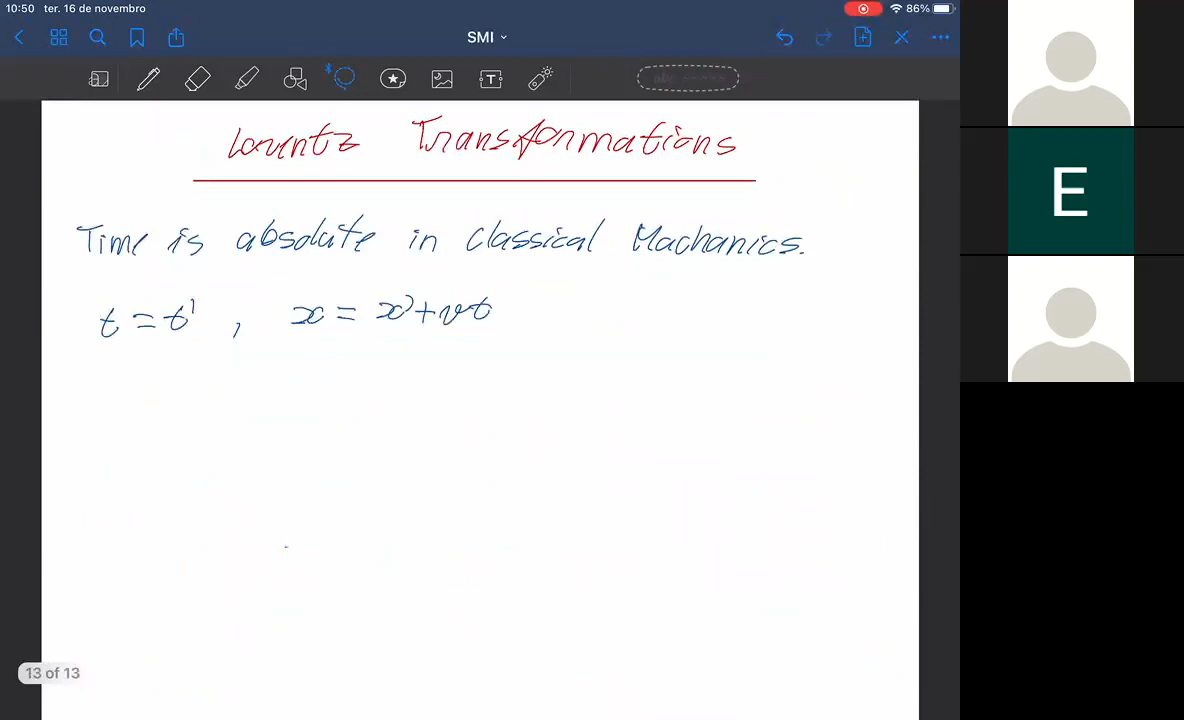 10:50 ter. 16 de novembro 86%
SMI
T
Lorentz Transformations
Time is absolute in Classical Machanics.
t = t' , x = x' + vt
13 of 13
E